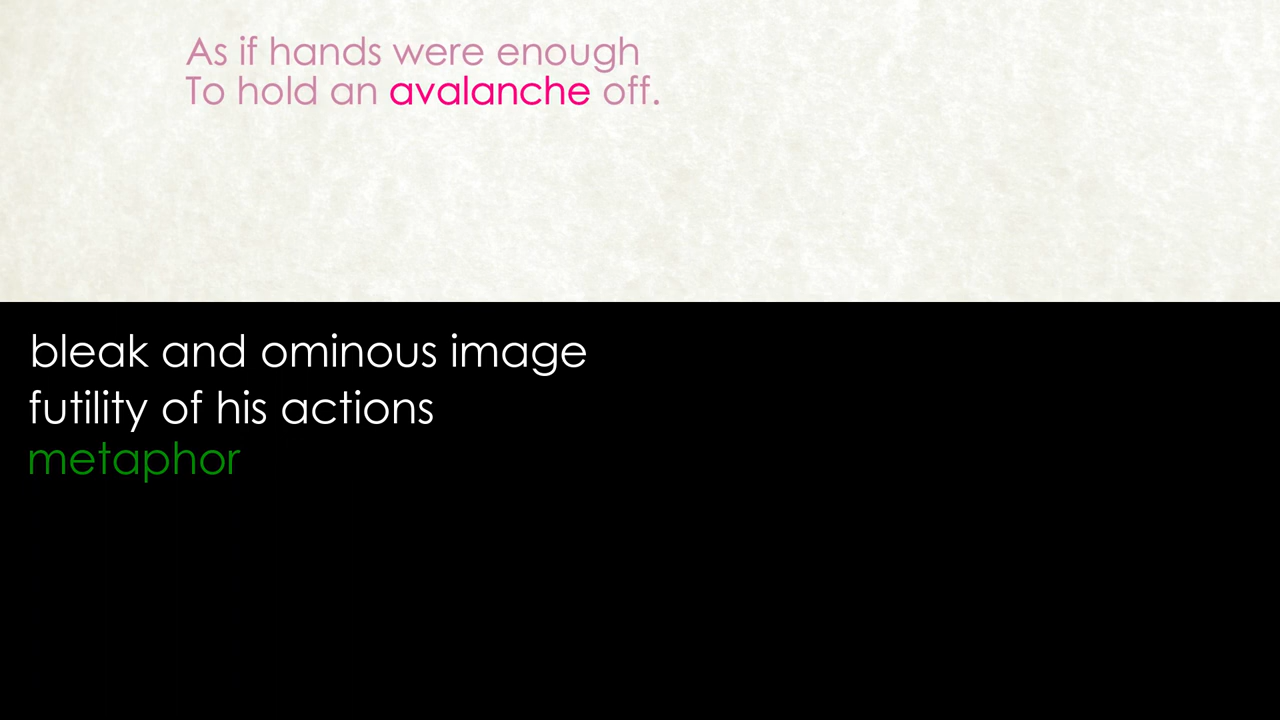 As if hands were enough
To hold an avalanche off.
bleak and ominous image
futility of his actions
metaphor